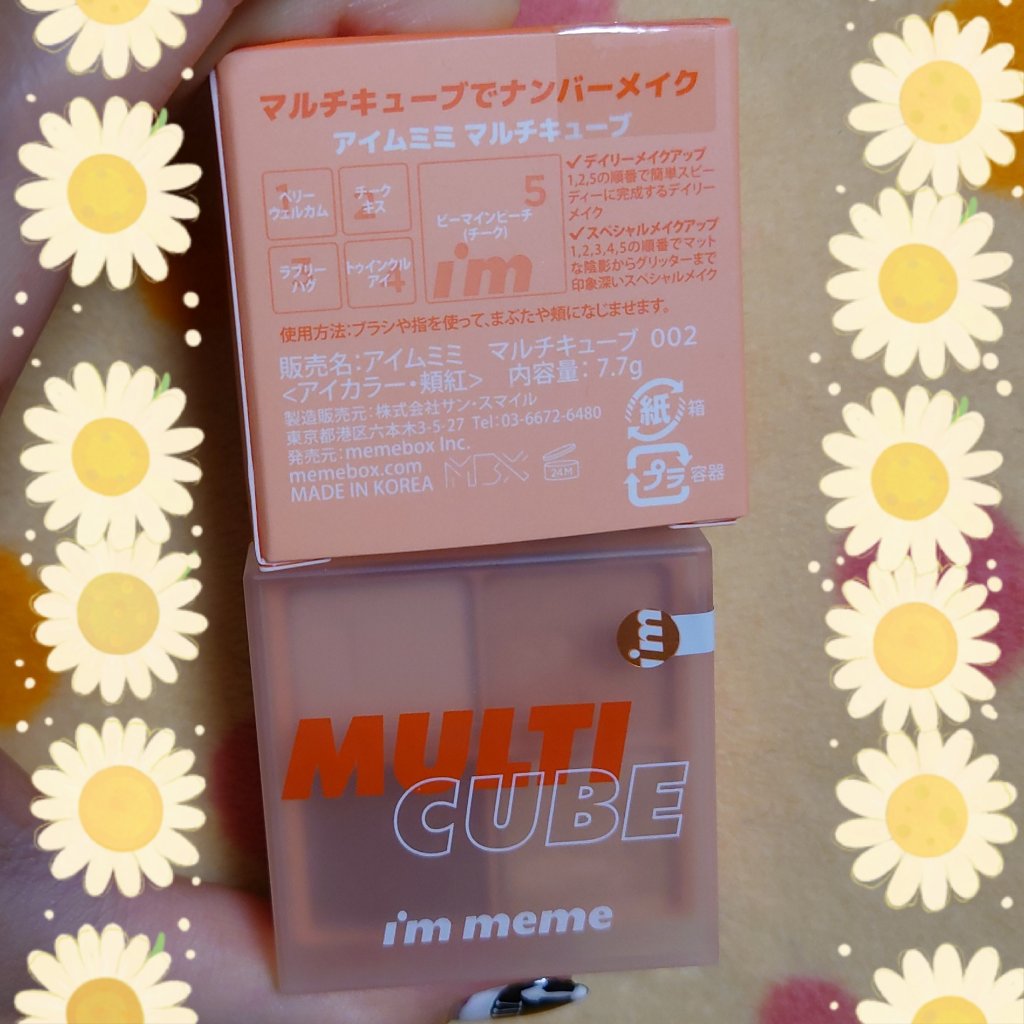 マルチキューブでナンバーメイク
アイムミミ マルチキューブ
1
ベリー
ウェルカム
2
チーク
キス
3
ラブリー
ハグ
4
トゥインクル
アイ
5
ビーマインピーチ
(チーク)
i'm
✓デイリーメイクアップ
1,2,5の順番で簡単スピー
ディーに完成するデイリー
メイク
✓スペシャルメイクアップ
1,2,3,4,5の順番でマット
な陰影からグリッターまで
印象深いスペシャルメイク
使用方法:ブラシや指を使って、まぶたや頬になじませます。
販売名:アイムミミ マルチキューブ 002
<アイカラー・頬紅> 内容量: 7.7g
製造販売元:株式会社サン・スマイル
東京都港区六本木3-5-27 Tel:03-6672-6480
発売元:memebox Inc.
memebox.com
MADE IN KOREA
MBX
24M
紙 箱
プラ 容器
i'm
MULTI
CUBE
i'm meme